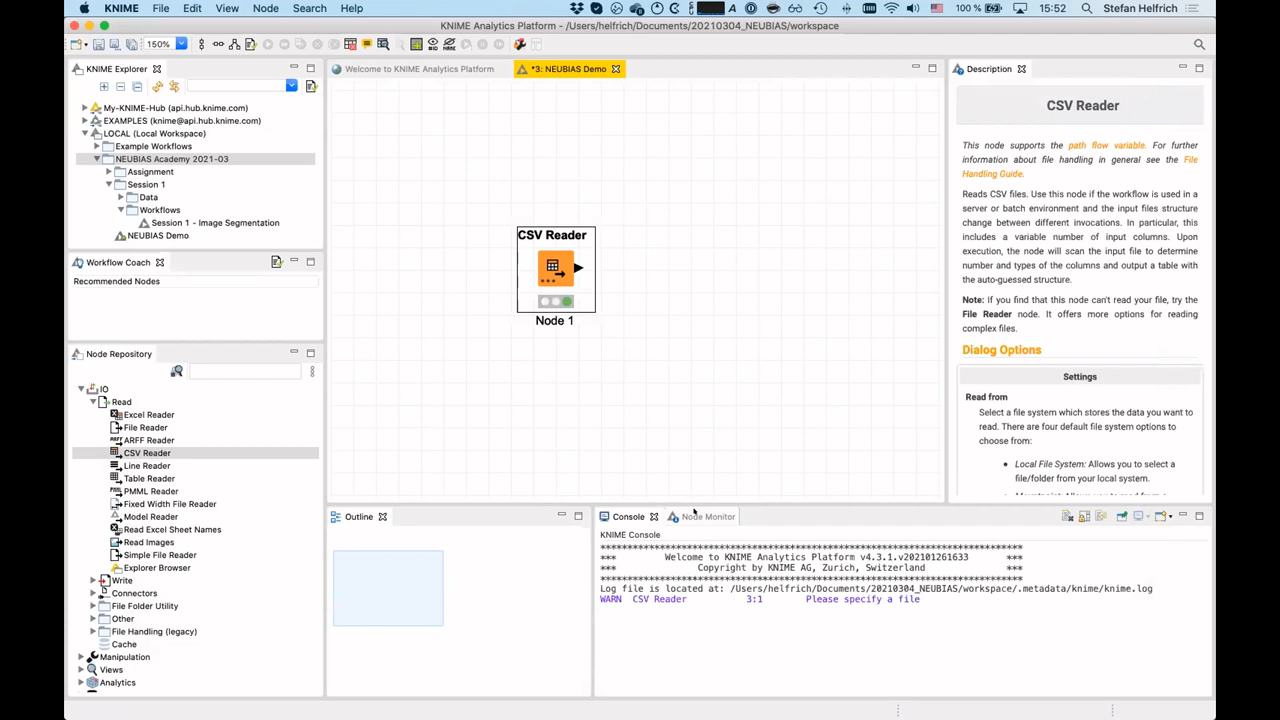 KNIME File Edit View Node Search Help 100 % 15:52 Stefan Helfrich
KNIME Analytics Platform - /Users/helfrich/Documents/20210304_NEUBIAS/workspace
150%
KNIME Explorer
My-KNIME-Hub (api.hub.knime.com)
EXAMPLES (knime@api.hub.knime.com)
LOCAL (Local Workspace)
Example Workflows
NEUBIAS Academy 2021-03
Assignment
Session 1
Data
Workflows
Session 1 - Image Segmentation
NEUBIAS Demo
Workflow Coach
Recommended Nodes
Node Repository
IO
Read
Excel Reader
File Reader
ARFF Reader
CSV Reader
Line Reader
Table Reader
PMML Reader
Fixed Width File Reader
Model Reader
Read Excel Sheet Names
Read Images
Simple File Reader
Explorer Browser
Write
Connectors
File Folder Utility
Other
File Handling (legacy)
Cache
Manipulation
Views
Analytics
Welcome to KNIME Analytics Platform
*3: NEUBIAS Demo
CSV Reader
Node 1
Outline
Console
Node Monitor
KNIME Console
***********************************************************************
*** Welcome to KNIME Analytics Platform v4.3.1.v202101261633 ***
*** Copyright by KNIME AG, Zurich, Switzerland ***
***********************************************************************
Log file is located at: /Users/helfrich/Documents/20210304_NEUBIAS/workspace/.metadata/knime/knime.log
WARN CSV Reader 3:1 Please specify a file
Description
CSV Reader
This node supports the path flow variable. For further
information about file handling in general see the File
Handling Guide.
Reads CSV files. Use this node if the workflow is used in a
server or batch environment and the input files structure
change between different invocations. In particular, this
includes a variable number of input columns. Upon
execution, the node will scan the input file to determine
number and types of the columns and output a table with
the auto-guessed structure.
Note: If you find that this node can't read your file, try the
File Reader node. It offers more options for reading
complex files.
Dialog Options
Settings
Read from
Select a file system which stores the data you want to
read. There are four default file system options to
choose from:
Local File System: Allows you to select a
file/folder from your local system.